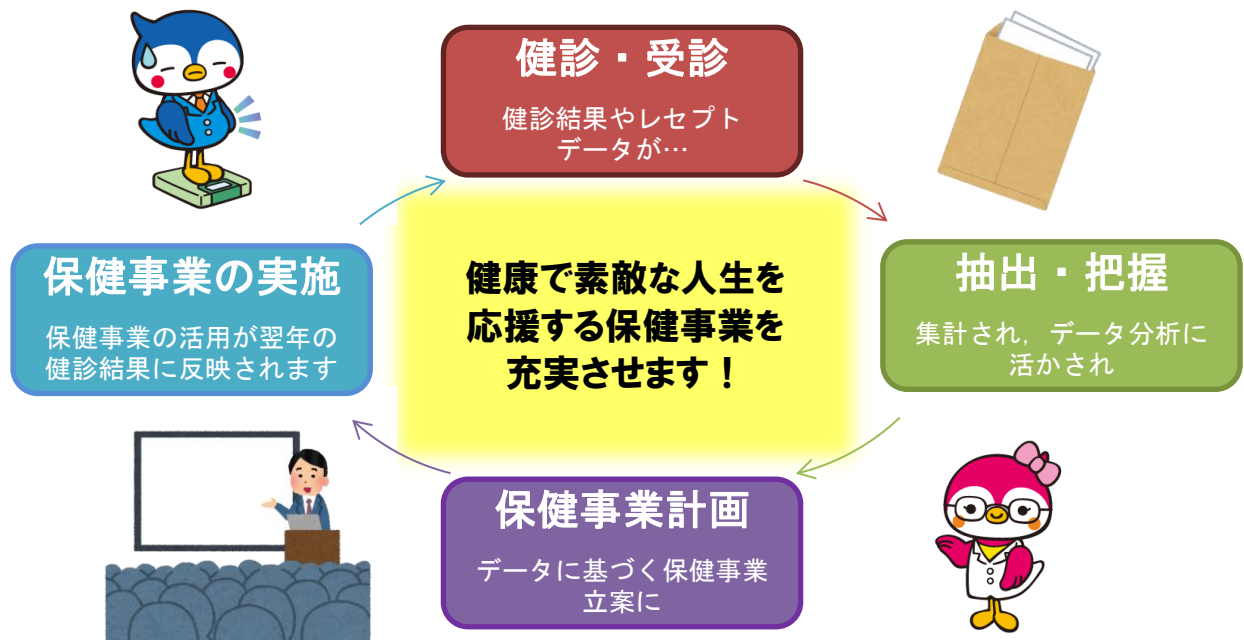 健診・受診
健診結果やレセプト
データが…
抽出・把握
集計され，データ分析に
活かされ
保健事業計画
データに基づく保健事業
立案に
保健事業の実施
保健事業の活用が翌年の
健診結果に反映されます
健康で素敵な人生を
応援する保健事業を
充実させます！